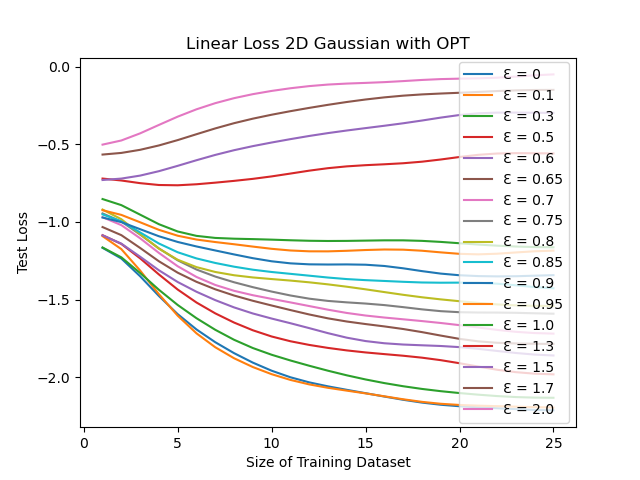 Linear Loss 2D Gaussian with OPT
0.0
−0.5
−1.0
−1.5
−2.0
Test Loss
0
5
10
15
20
25
Size of Training Dataset
Ɛ = 0
Ɛ = 0.1
Ɛ = 0.3
Ɛ = 0.5
Ɛ = 0.6
Ɛ = 0.65
Ɛ = 0.7
Ɛ = 0.75
Ɛ = 0.8
Ɛ = 0.85
Ɛ = 0.9
Ɛ = 0.95
Ɛ = 1.0
Ɛ = 1.3
Ɛ = 1.5
Ɛ = 1.7
Ɛ = 2.0